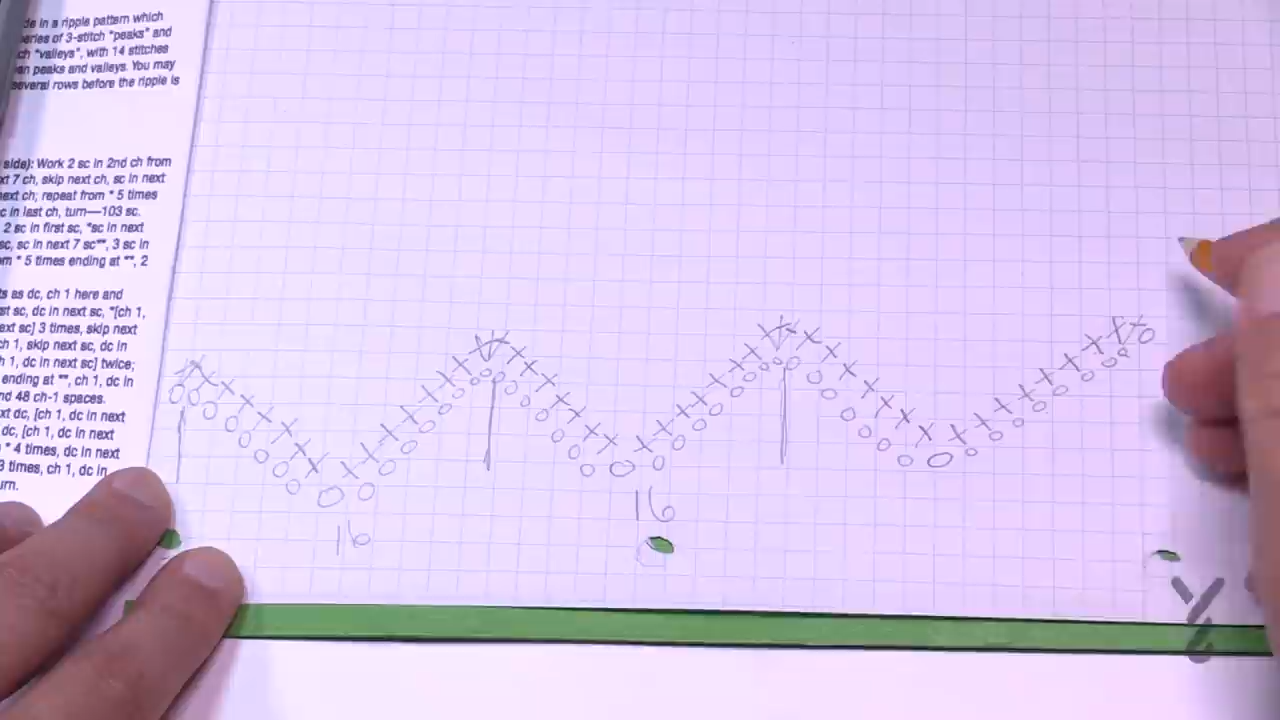 de in a ripple pattern which
eries of 3-stitch "peaks" and
ch "valleys", with 14 stitches
en peaks and valleys. You may
several rows before the ripple is
side): Work 2 sc in 2nd ch from
xt 7 ch, skip next ch, sc in next
next ch; repeat from * 5 times
c in last ch, turn—103 sc.
2 sc in first sc, *sc in next
sc, sc in next 7 sc**, 3 sc in
om * 5 times ending at **, 2
ts as dc, ch 1 here and
st sc, dc in next sc, *[ch 1,
ext sc] 3 times, skip next
ch 1, skip next sc, dc in
h 1, dc in next sc] twice;
ending at **, ch 1, dc in
nd 48 ch-1 spaces.
xt dc, [ch 1, dc in next
dc, [ch 1, dc in next
* 4 times, dc in next
3 times, ch 1, dc in
urn.
16
16